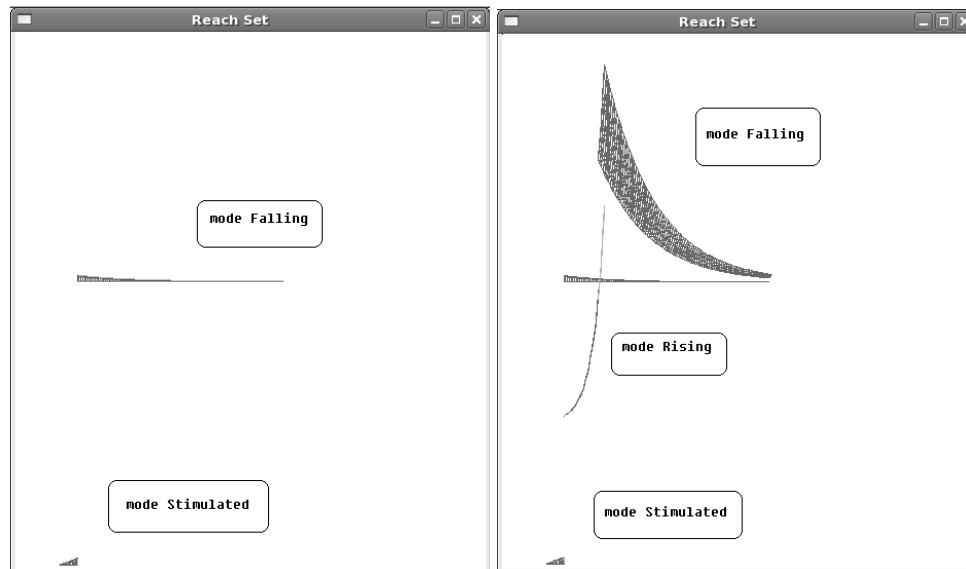 Reach Set
mode Falling
mode Stimulated
Reach Set
mode Falling
mode Rising
mode Stimulated